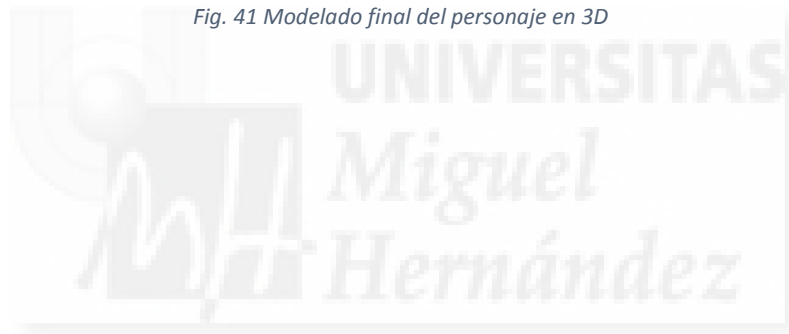 Fig. 41 Modelado final del personaje en 3D
UNIVERSITAS
Miguel
Hernández